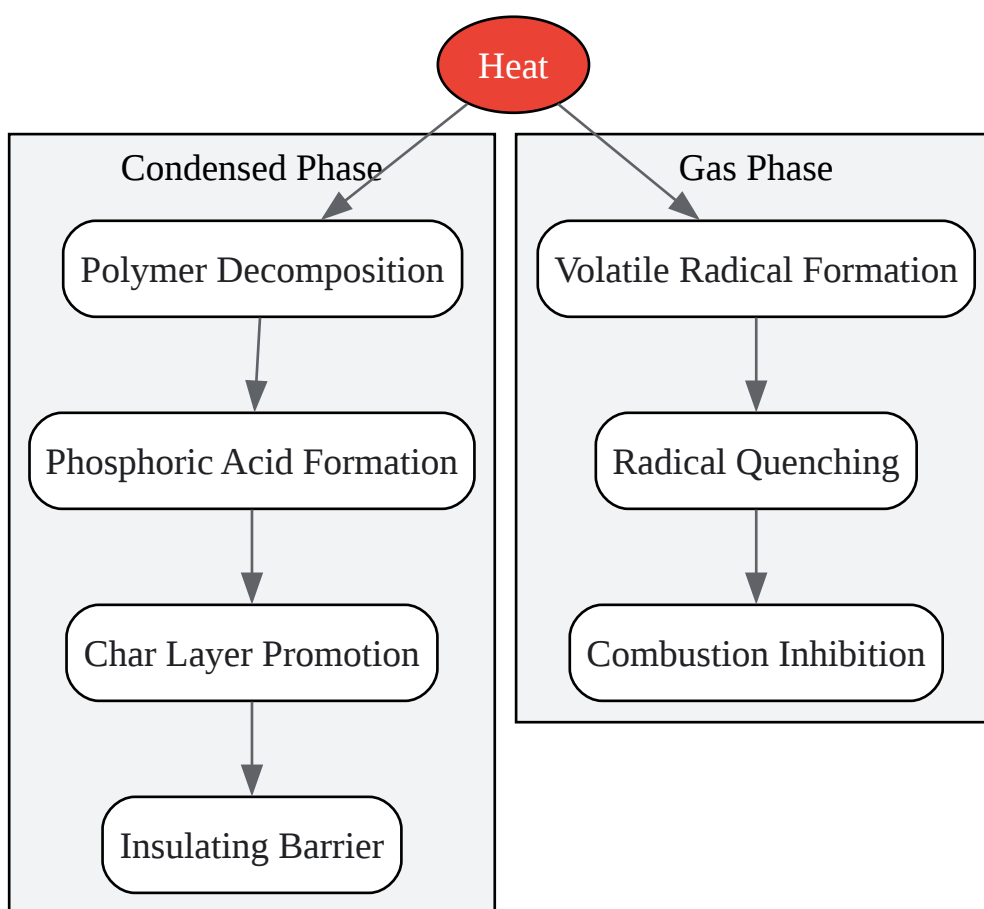 Heat
Condensed Phase
Polymer Decomposition
Phosphoric Acid Formation
Char Layer Promotion
Insulating Barrier
Gas Phase
Volatile Radical Formation
Radical Quenching
Combustion Inhibition